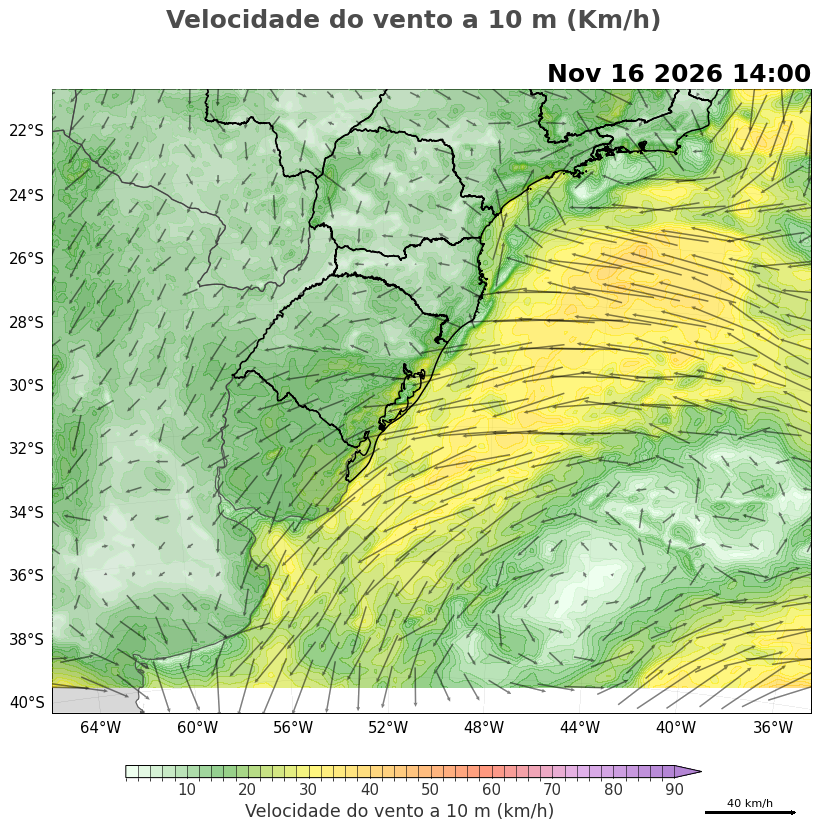 Velocidade do vento a 10 m (Km/h)
Nov 16 2026 14:00
22°S
24°S
26°S
28°S
30°S
32°S
34°S
36°S
38°S
40°S
64°W 60°W 56°W 52°W 48°W 44°W 40°W 36°W
10 20 30 40 50 60 70 80 90
Velocidade do vento a 10 m (km/h)
40 km/h